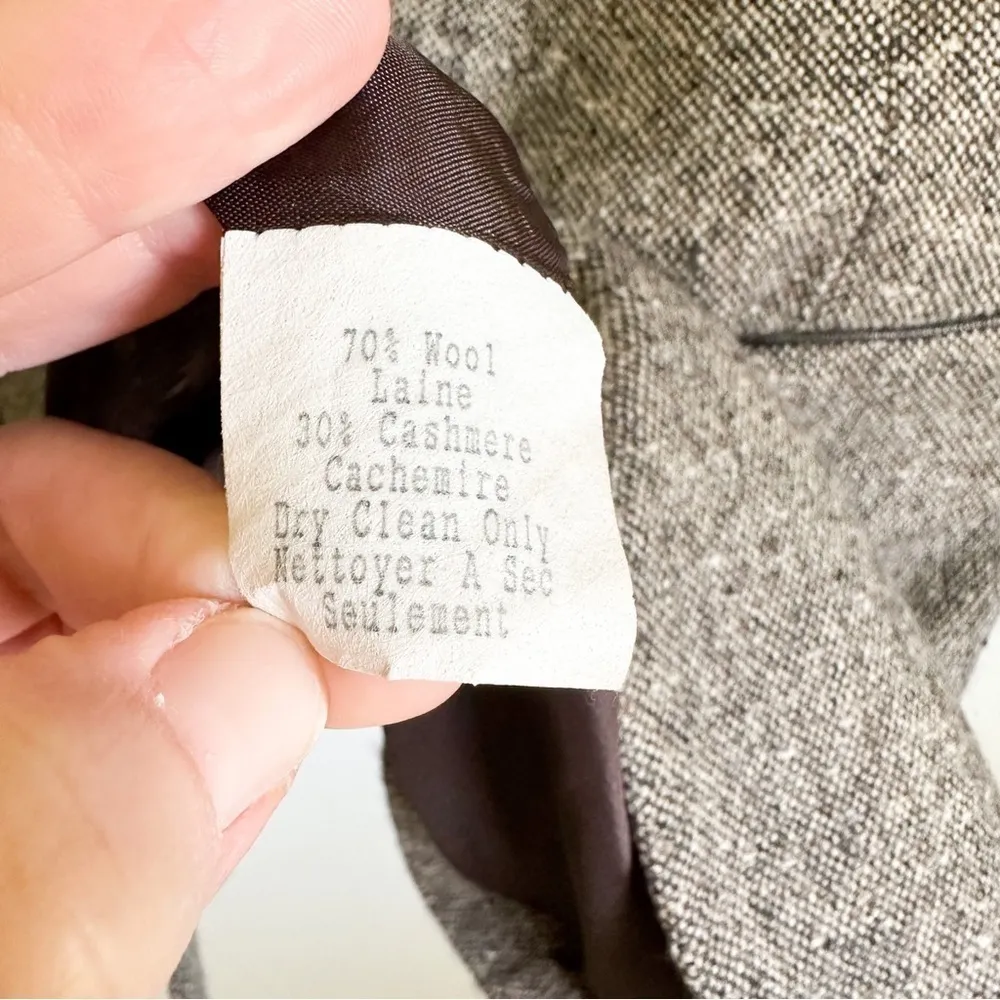 70% Wool
Laine
30% Cashmere
Cachemire
Dry Clean Only
Nettoyer A Sec
Seulement